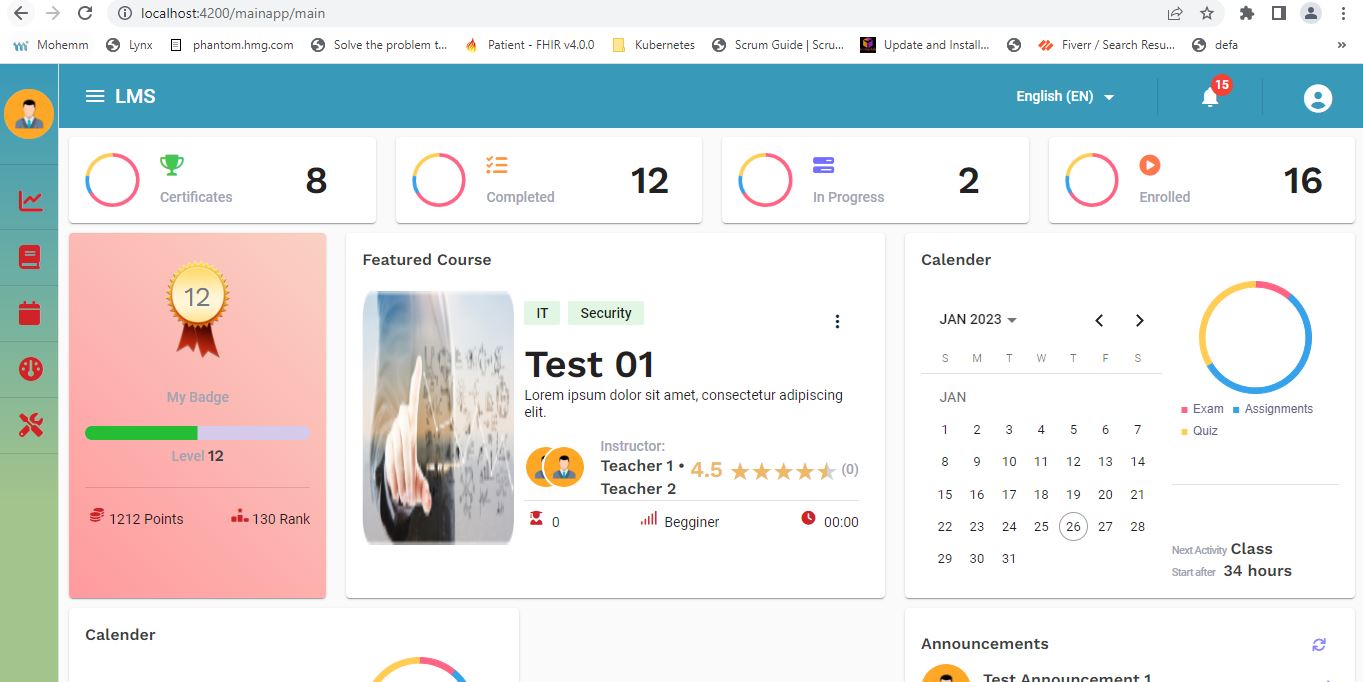 localhost:4200/mainapp/main
Mohemm Lynx phantom.hmg.com Solve the problem t... Patient - FHIR v4.0.0 Kubernetes Scrum Guide | Scru... Update and Install... Fiverr / Search Resu... defa »
LMS English (EN) 15
Certificates 8
Completed 12
In Progress 2
Enrolled 16
12
My Badge
Level 12
1212 Points 130 Rank
Featured Course
IT Security
Test 01
Lorem ipsum dolor sit amet, consectetur adipiscing
elit.
Instructor:
Teacher 1 • 4.5 (0)
Teacher 2
0 Begginer 00:00
Calender
JAN 2023
S M T W T F S
JAN
1 2 3 4 5 6 7
8 9 10 11 12 13 14
15 16 17 18 19 20 21
22 23 24 25 26 27 28
29 30 31
Exam Assignments
Quiz
Next Activity Class
Start after 34 hours
Calender
Announcements
Test Announcement 1